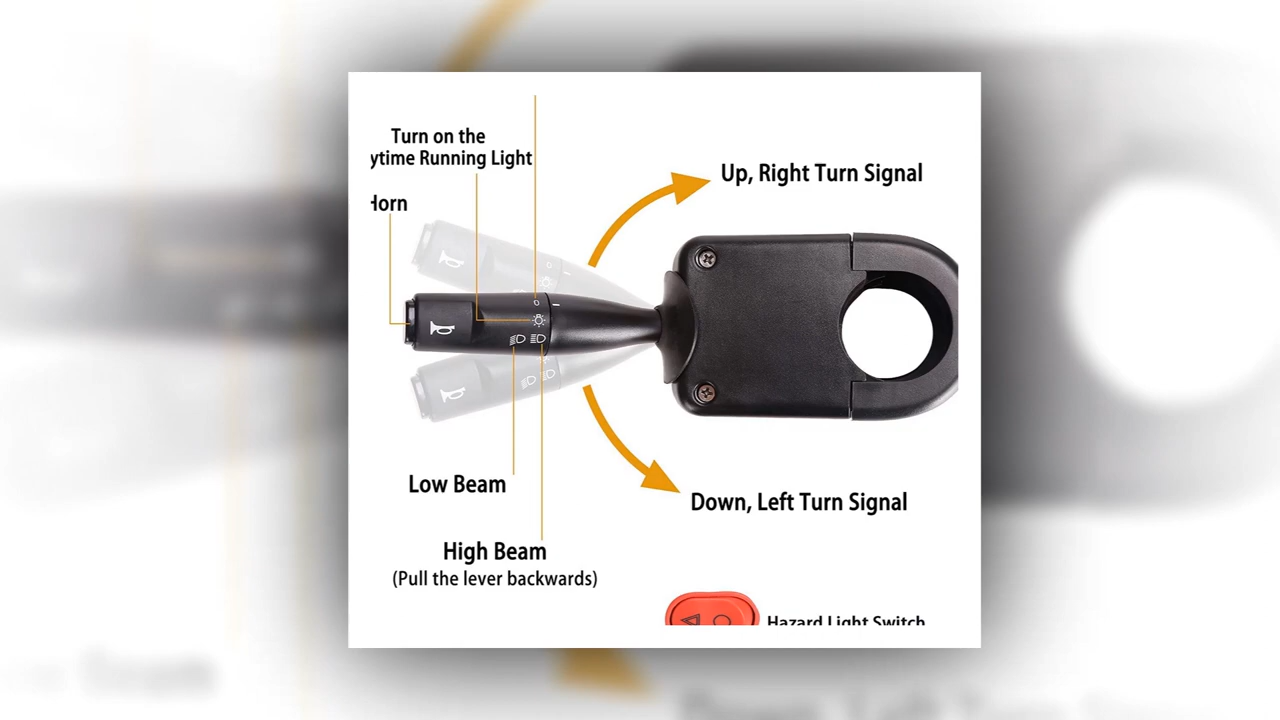 Turn on the
ytime Running Light
Up, Right Turn Signal
Horn
Low Beam
Down, Left Turn Signal
High Beam
(Pull the lever backwards)
Hazard Light Switch